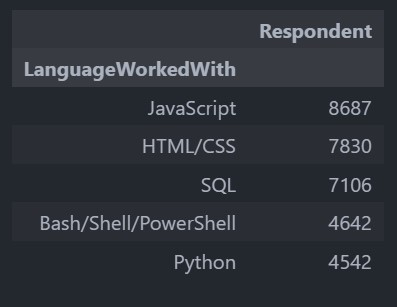 Respondent
LanguageWorkedWith
JavaScript 8687
HTML/CSS 7830
SQL 7106
Bash/Shell/PowerShell 4642
Python 4542